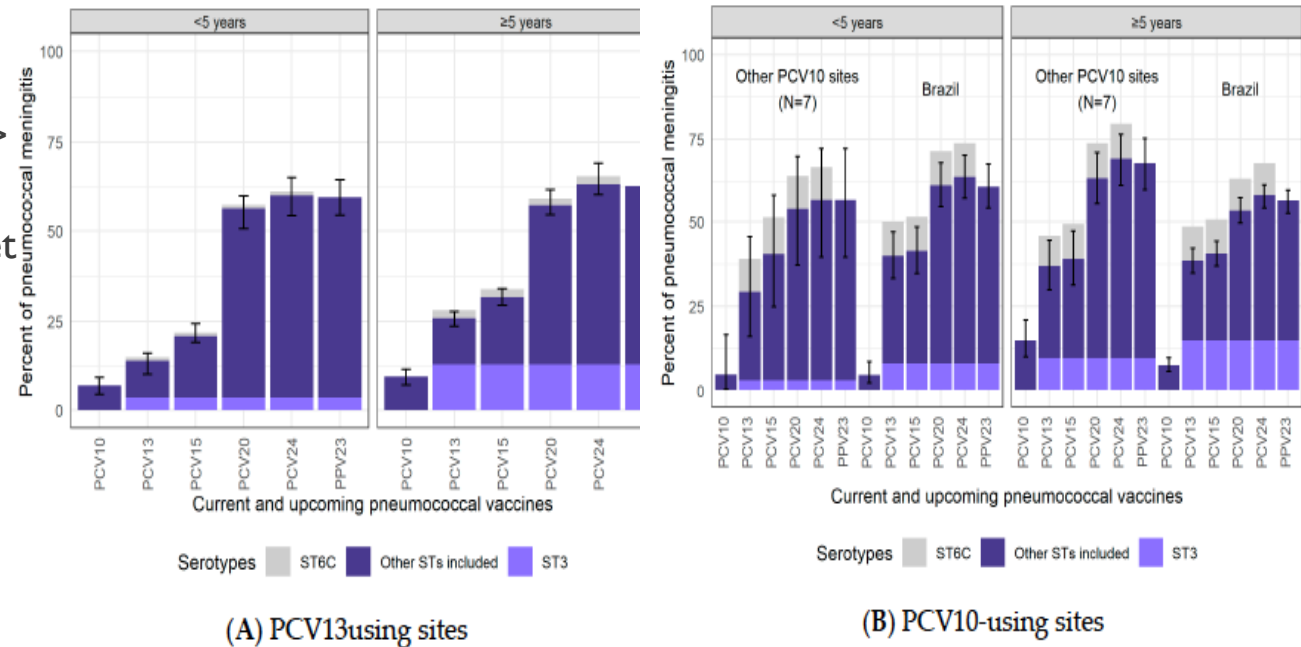 <5 years
≥5 years
Percent of pneumococcal meningitis
100
75
50
25
0
PCV10
PCV13
PCV15
PCV20
PCV24
PPV23
PCV10
PCV13
PCV15
PCV20
PCV24
Current and upcoming pneumococcal vaccines
Serotypes ST6C Other STs included ST3
(A) PCV13using sites
>
et
<5 years
≥5 years
Percent of pneumococcal meningitis
100
75
50
25
0
Other PCV10 sites
(N=7)
Brazil
Other PCV10 sites
(N=7)
Brazil
PCV10
PCV13
PCV15
PCV20
PCV24
PPV23
PCV10
PCV13
PCV15
PCV20
PCV24
PPV23
PCV10
PCV13
PCV15
PCV20
PCV24
PPV23
PCV10
PCV13
PCV15
PCV20
PCV24
PPV23
Current and upcoming pneumococcal vaccines
Serotypes ST6C Other STs included ST3
(B) PCV10-using sites